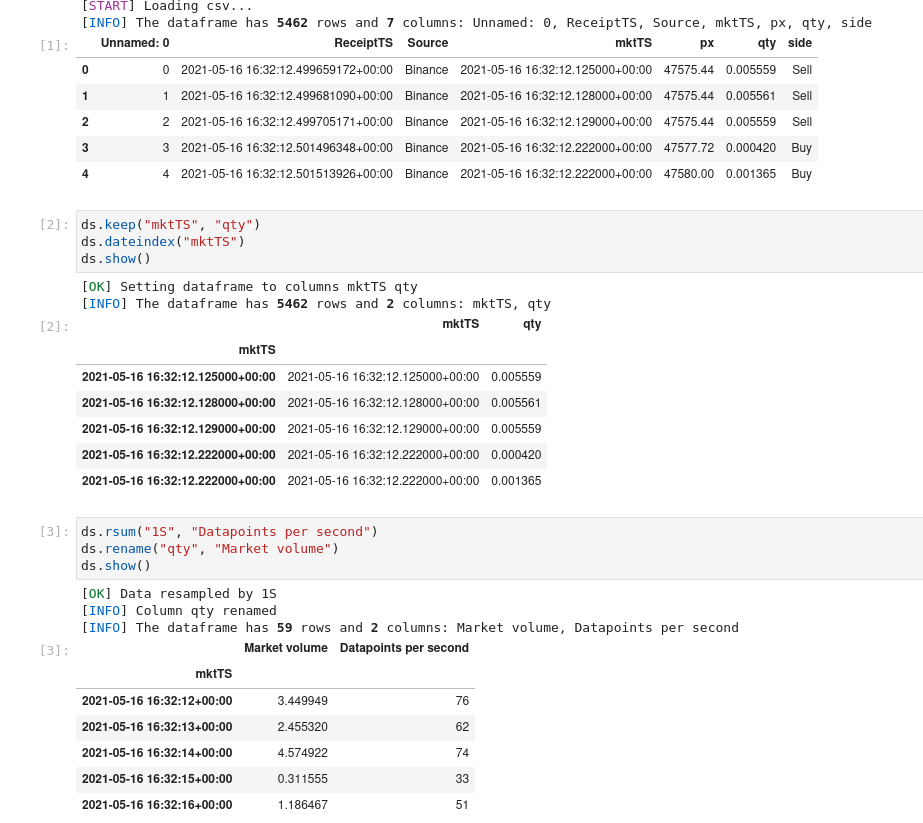 [START] Loading csv...
[INFO] The dataframe has 5462 rows and 7 columns: Unnamed: 0, ReceiptTS, Source, mktTS, px, qty, side
[1]: Unnamed: 0 ReceiptTS Source mktTS px qty side
0 0 2021-05-16 16:32:12.499659172+00:00 Binance 2021-05-16 16:32:12.125000+00:00 47575.44 0.005559 Sell
1 1 2021-05-16 16:32:12.499681090+00:00 Binance 2021-05-16 16:32:12.128000+00:00 47575.44 0.005561 Sell
2 2 2021-05-16 16:32:12.499705171+00:00 Binance 2021-05-16 16:32:12.129000+00:00 47575.44 0.005559 Sell
3 3 2021-05-16 16:32:12.501496348+00:00 Binance 2021-05-16 16:32:12.222000+00:00 47577.72 0.000420 Buy
4 4 2021-05-16 16:32:12.501513926+00:00 Binance 2021-05-16 16:32:12.222000+00:00 47580.00 0.001365 Buy
[2]: ds.keep("mktTS", "qty")
ds.dateindex("mktTS")
ds.show()
[OK] Setting dataframe to columns mktTS qty
[INFO] The dataframe has 5462 rows and 2 columns: mktTS, qty
[2]: mktTS qty
mktTS
2021-05-16 16:32:12.125000+00:00 2021-05-16 16:32:12.125000+00:00 0.005559
2021-05-16 16:32:12.128000+00:00 2021-05-16 16:32:12.128000+00:00 0.005561
2021-05-16 16:32:12.129000+00:00 2021-05-16 16:32:12.129000+00:00 0.005559
2021-05-16 16:32:12.222000+00:00 2021-05-16 16:32:12.222000+00:00 0.000420
2021-05-16 16:32:12.222000+00:00 2021-05-16 16:32:12.222000+00:00 0.001365
[3]: ds.rsum("1S", "Datapoints per second")
ds.rename("qty", "Market volume")
ds.show()
[OK] Data resampled by 1S
[INFO] Column qty renamed
[INFO] The dataframe has 59 rows and 2 columns: Market volume, Datapoints per second
[3]: Market volume Datapoints per second
mktTS
2021-05-16 16:32:12+00:00 3.449949 76
2021-05-16 16:32:13+00:00 2.455320 62
2021-05-16 16:32:14+00:00 4.574922 74
2021-05-16 16:32:15+00:00 0.311555 33
2021-05-16 16:32:16+00:00 1.186467 51